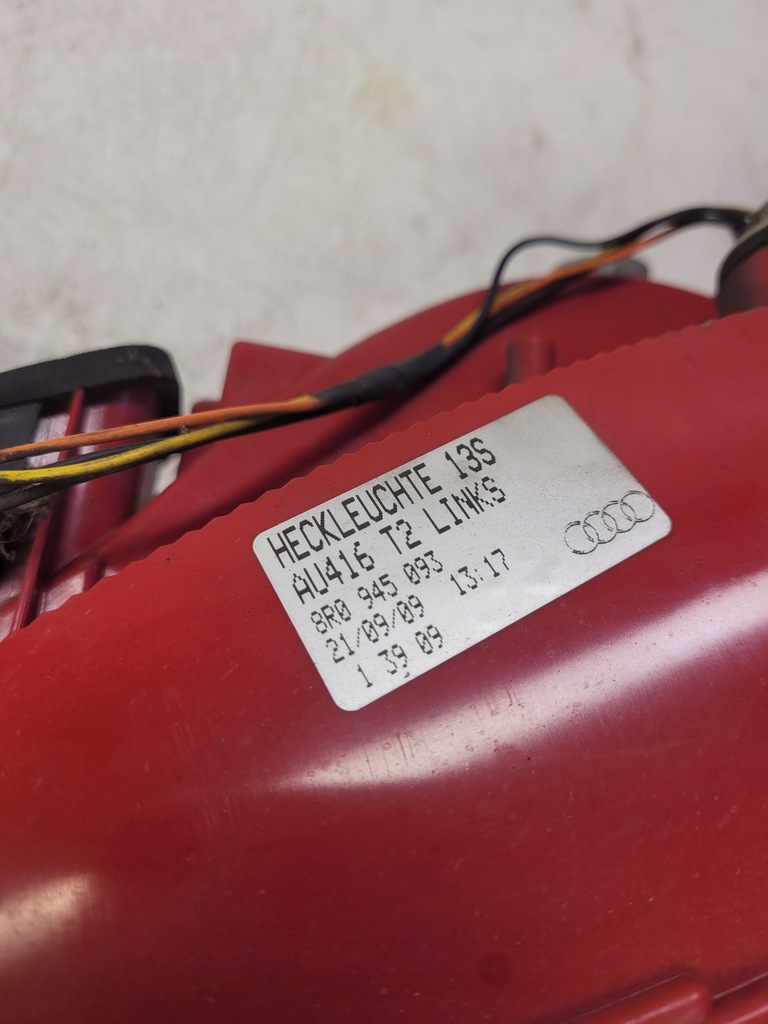 HECKLEUCHTE 13S
AU416 T2 LINKS
8R0 945 093
21/09/09 13:17
1 39 09